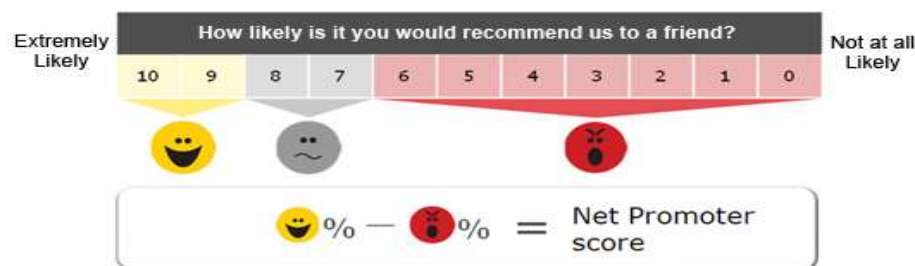 How likely is it you would recommend us to a friend?
Extremely
Likely
Not at all
Likely
10 9 8 7 6 5 4 3 2 1 0
% — % = Net Promoter
score